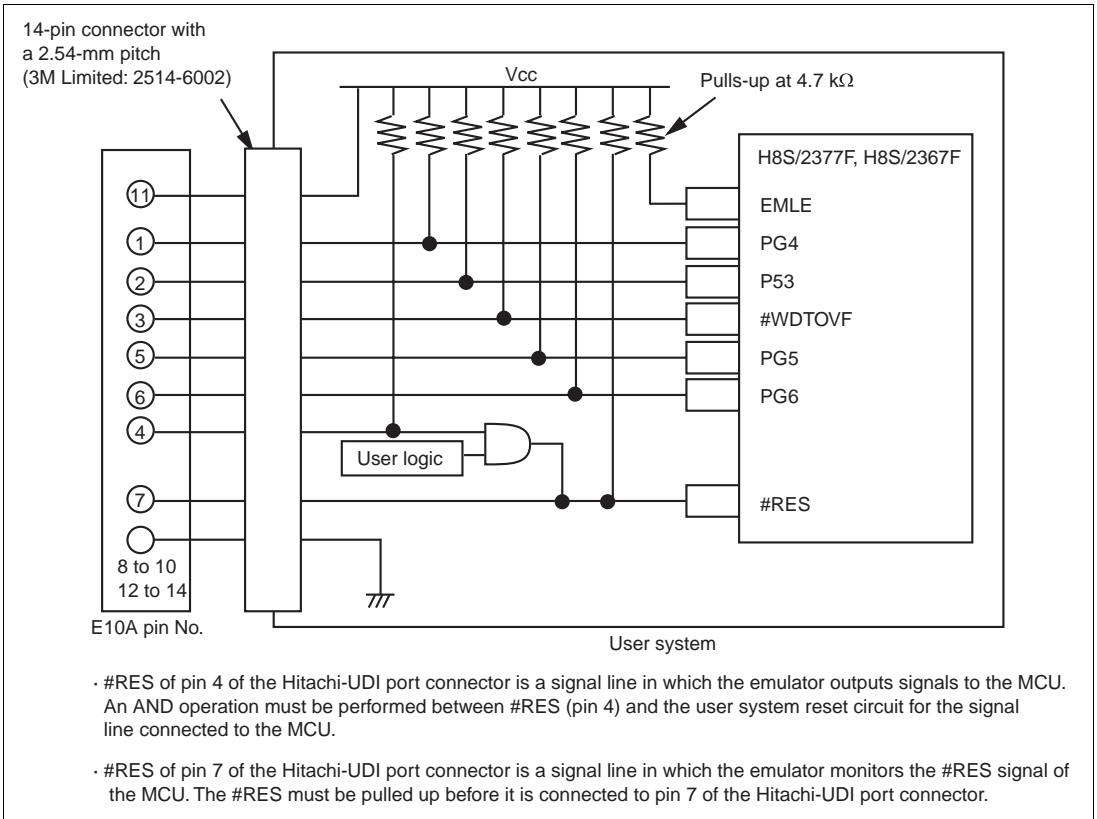 14-pin connector with
a 2.54-mm pitch
(3M Limited: 2514-6002)
Vcc
Pulls-up at 4.7 kΩ
H8S/2377F, H8S/2367F
11
EMLE
1
PG4
2
P53
3
#WDTOVF
5
PG5
6
PG6
4
User logic
7
#RES
8 to 10
12 to 14
E10A pin No.
User system
· #RES of pin 4 of the Hitachi-UDI port connector is a signal line in which the emulator outputs signals to the MCU.
An AND operation must be performed between #RES (pin 4) and the user system reset circuit for the signal
line connected to the MCU.
· #RES of pin 7 of the Hitachi-UDI port connector is a signal line in which the emulator monitors the #RES signal of
the MCU. The #RES must be pulled up before it is connected to pin 7 of the Hitachi-UDI port connector.